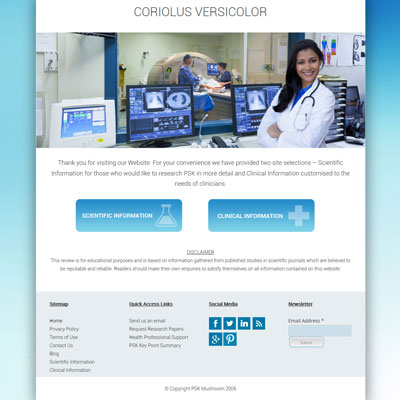 CORIOLUS VERSICOLOR
Thank you for visiting our Website. For your convenience we have provided two site selections – Scientific
Information for those who would like to research PSK in more detail and Clinical Information customised to the
needs of clinicians.
SCIENTIFIC INFORMATION
CLINICAL INFORMATION
DISCLAIMER
This review is for educational purposes and is based on information gathered from published studies in scientific journals which are believed to
be reputable and reliable. Readers should make their own enquiries to satisfy themselves on all information contained on this website
Sitemap
Home
Privacy Policy
Terms of Use
Contact Us
Blog
Scientific Information
Clinical Information
Quick Access Links
Send us an email
Request Research Papers
Health Professional Support
PSK Key Point Summary
Social Media
Newsletter
Email Address *
Submit
© Copyright PSK Mushroom 2006